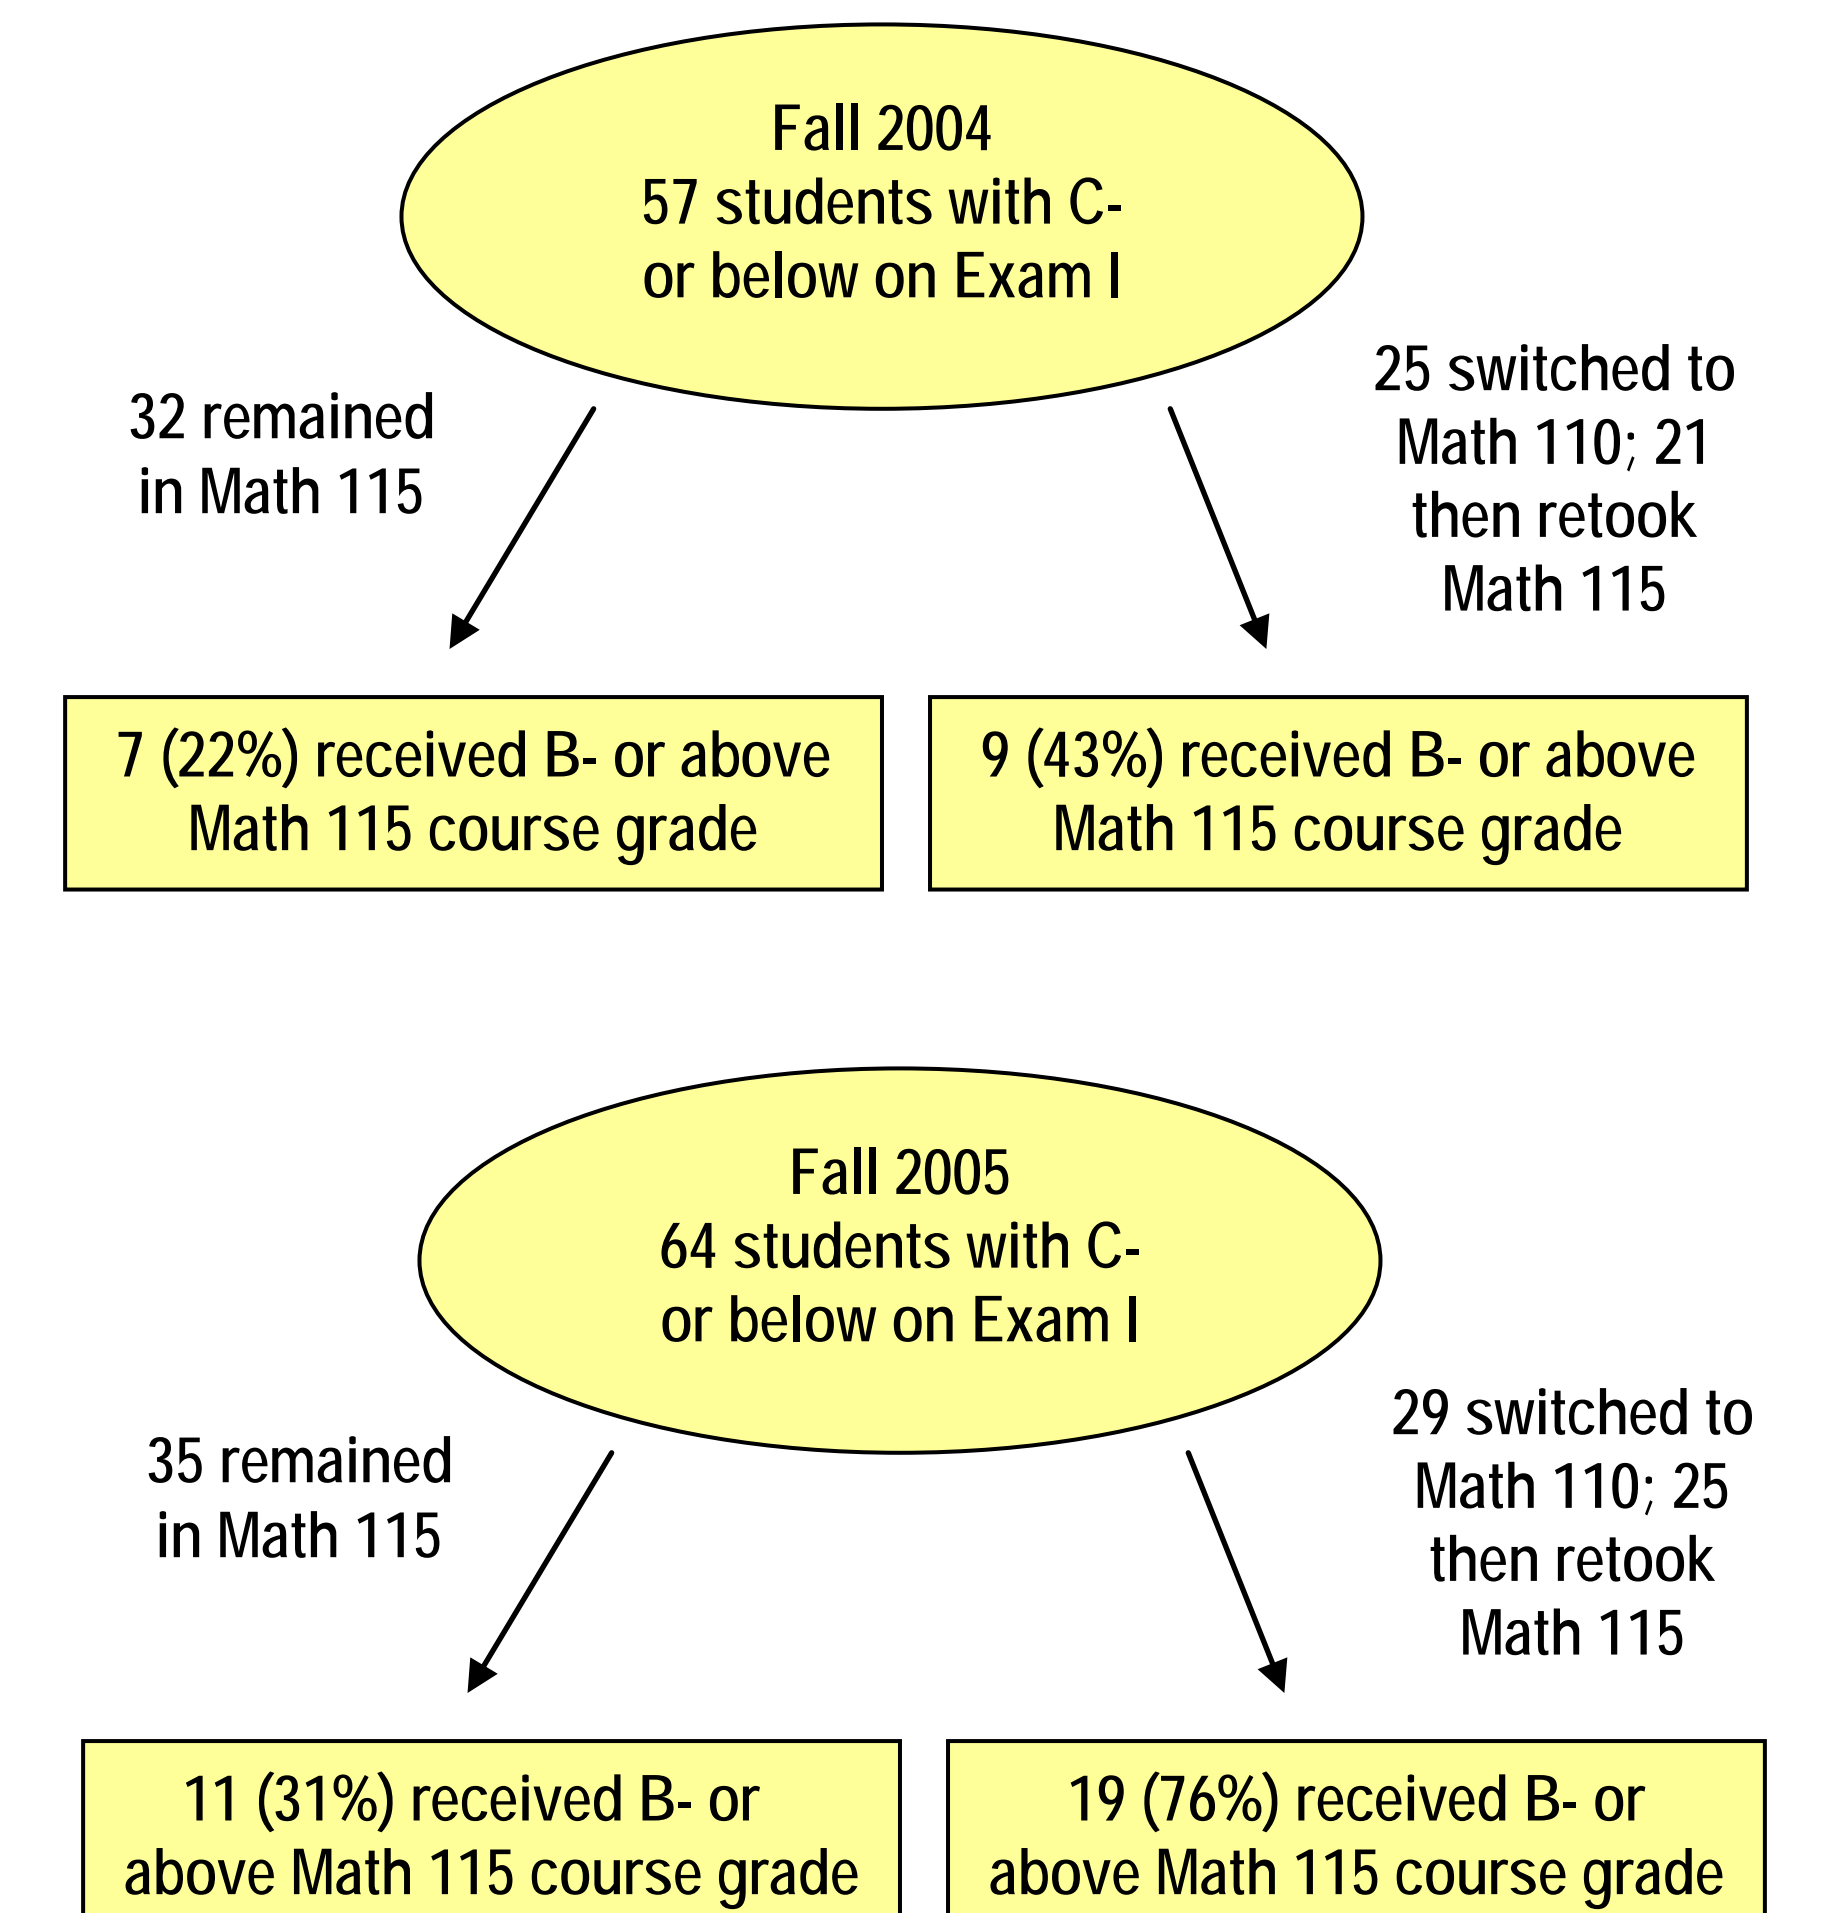 Fall 2004
57 students with C-
or below on Exam I
32 remained
in Math 115
25 switched to
Math 110; 21
then retook
Math 115
7 (22%) received B- or above
Math 115 course grade
9 (43%) received B- or above
Math 115 course grade
Fall 2005
64 students with C-
or below on Exam I
35 remained
in Math 115
29 switched to
Math 110; 25
then retook
Math 115
11 (31%) received B- or
above Math 115 course grade
19 (76%) received B- or
above Math 115 course grade